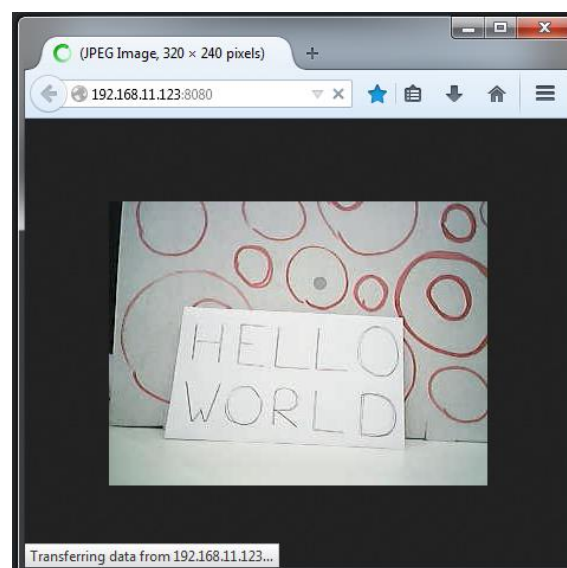 (JPEG Image, 320 × 240 pixels)
192.168.11.123:8080
HELLO
WORLD
Transferring data from 192.168.11.123...